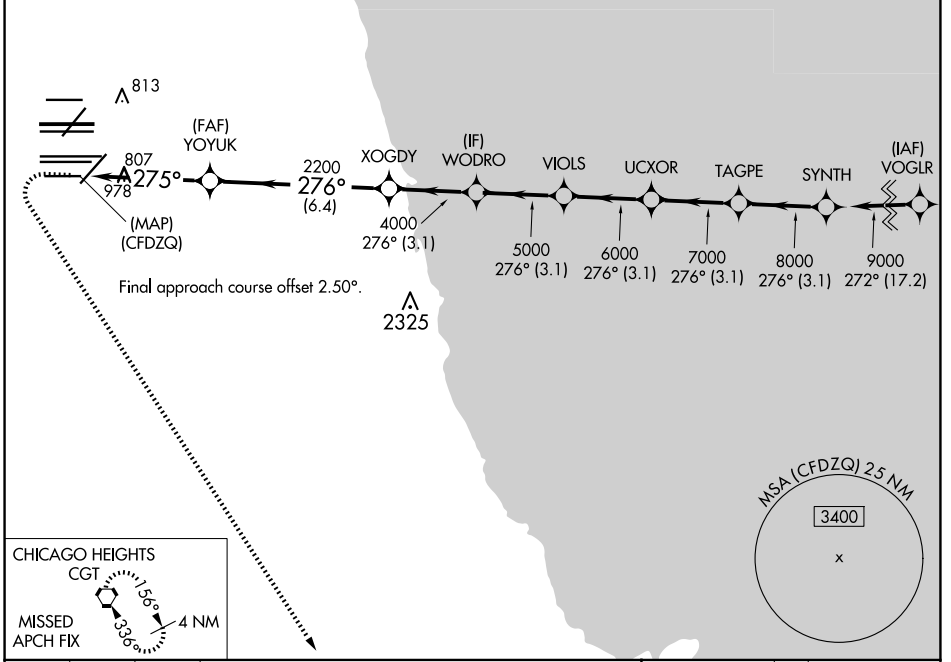 813
(FAF)
YOYUK
807
978
275°
2200
276°
(6.4)
XOGDY
(IF)
WODRO
VIOLS
UCXOR
TAGPE
SYNTH
(IAF)
VOGLR
(MAP)
(CFDZQ)
4000
276° (3.1)
5000
276° (3.1)
6000
276° (3.1)
7000
276° (3.1)
8000
276° (3.1)
9000
272° (17.2)
Final approach course offset 2.50°.
2325
MSA (CFDZQ) 25 NM
3400
x
CHICAGO HEIGHTS
CGT
156°
336°
4 NM
MISSED
APCH FIX